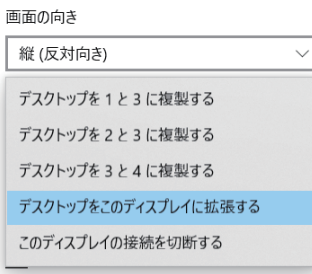 画面の向き
縦 (反対向き)
デスクトップを 1 と 3 に複製する
デスクトップを 2 と 3 に複製する
デスクトップを 3 と 4 に複製する
デスクトップをこのディスプレイに拡張する
このディスプレイの接続を切断する